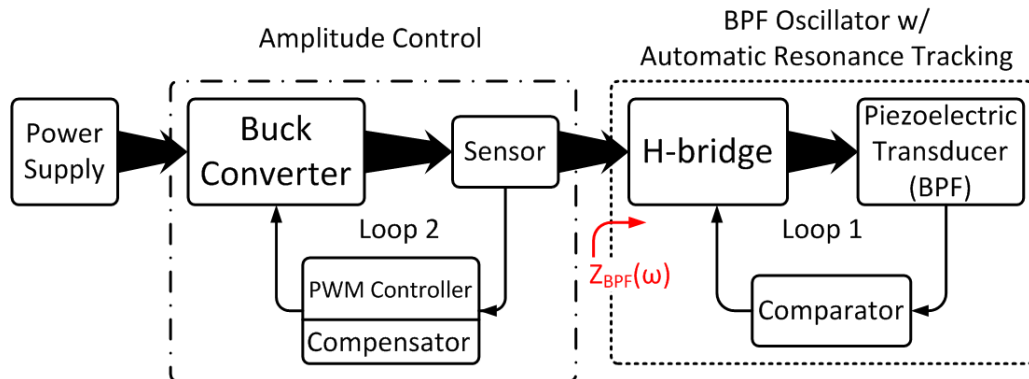 Amplitude Control
BPF Oscillator w/
Automatic Resonance Tracking
Power
Supply
Buck
Converter
Sensor
H-bridge
Piezoelectric
Transducer
(BPF)
Loop 2
Loop 1
Z_BPF(ω)
PWM Controller
Compensator
Comparator